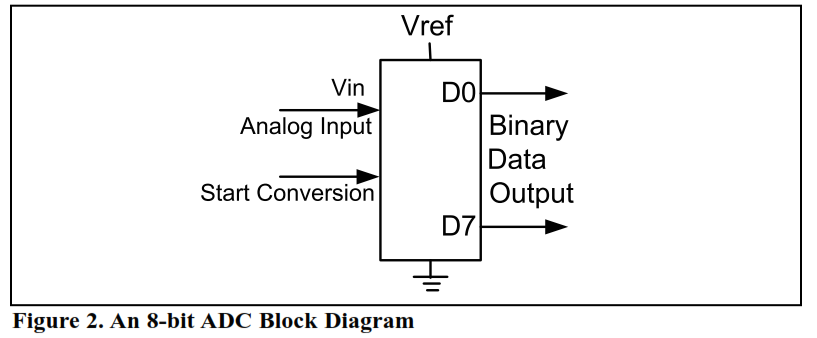 Vref
Vin
D0
Analog Input
Binary
Data
Start Conversion
Output
D7
Figure 2. An 8-bit ADC Block Diagram